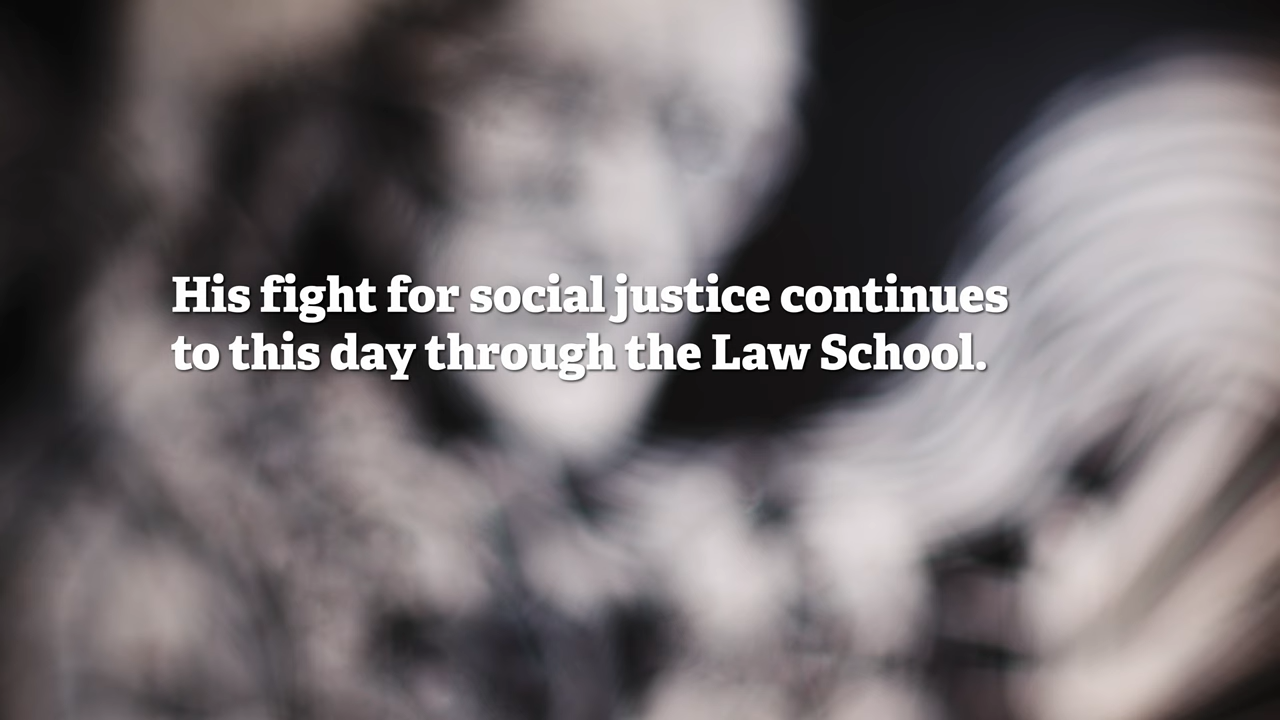 His fight for social justice continues
to this day through the Law School.